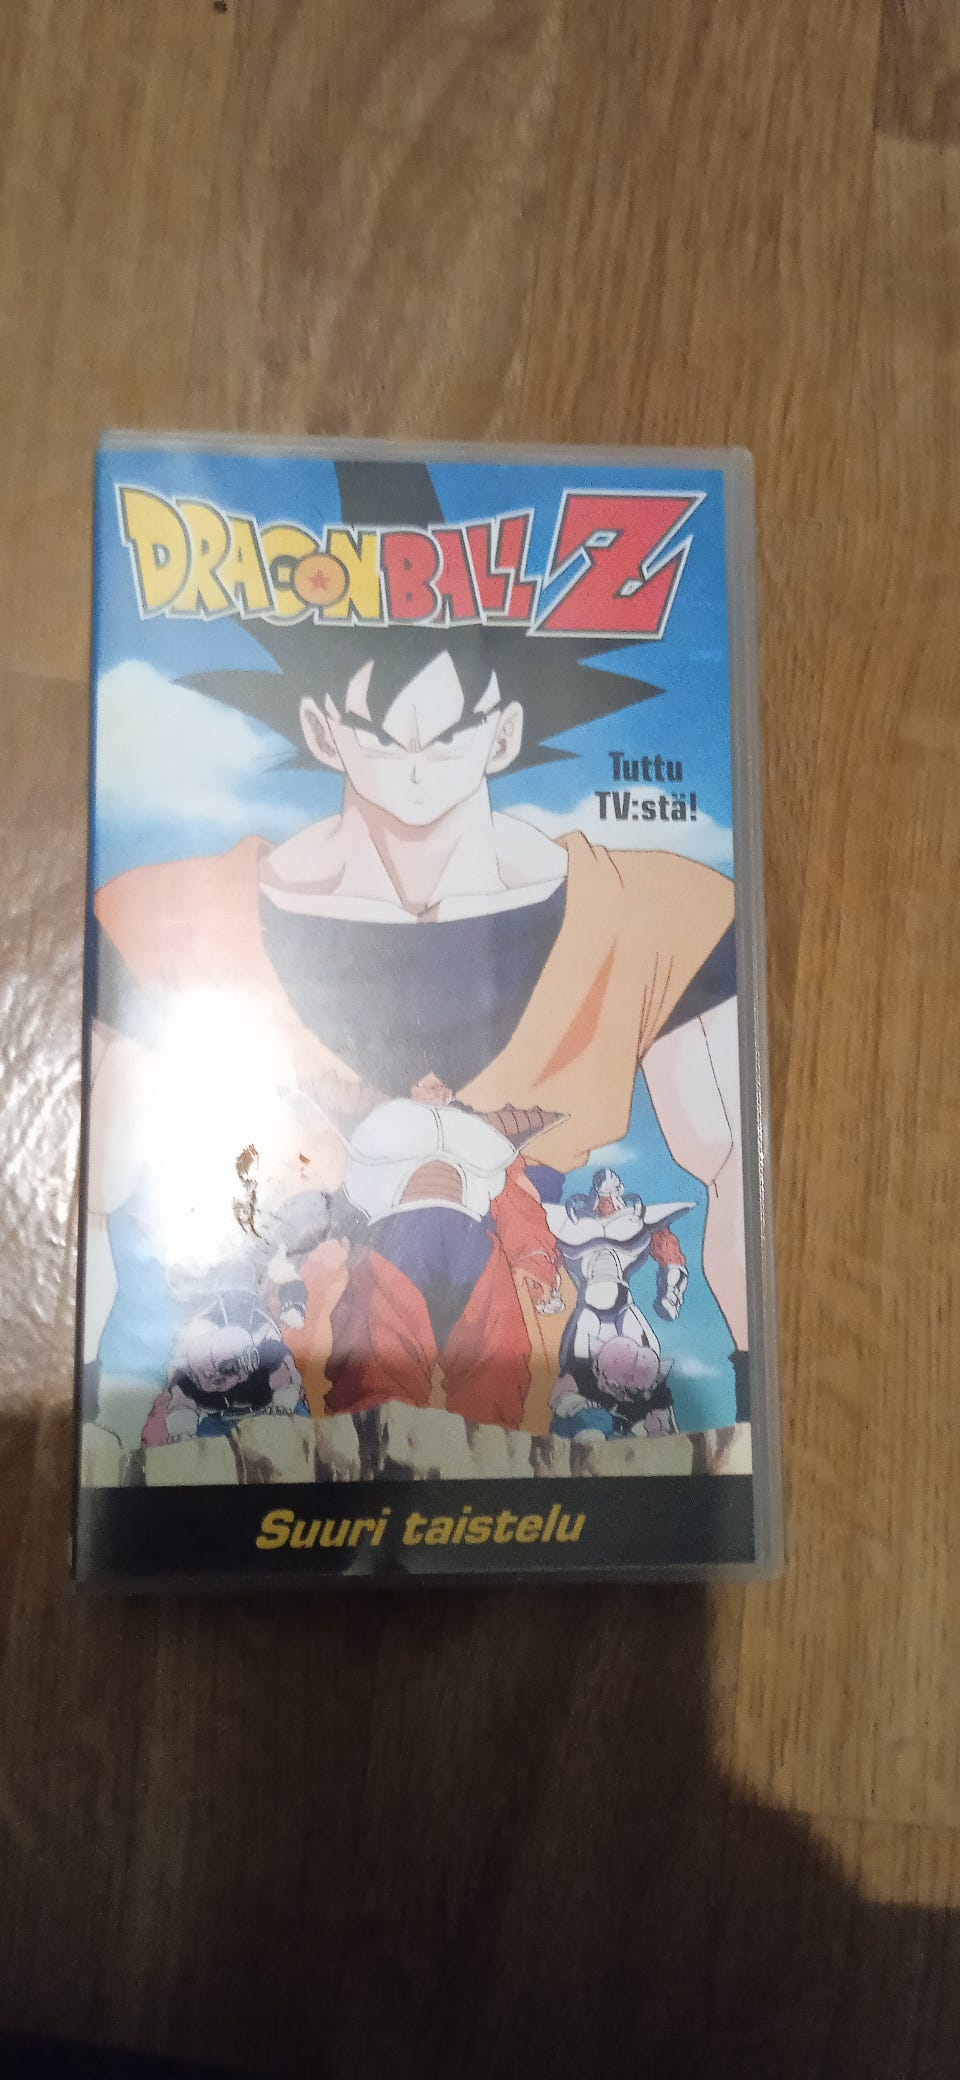 DRAGON BALL Z
Tuttu
TV:stä!
Suuri taistelu